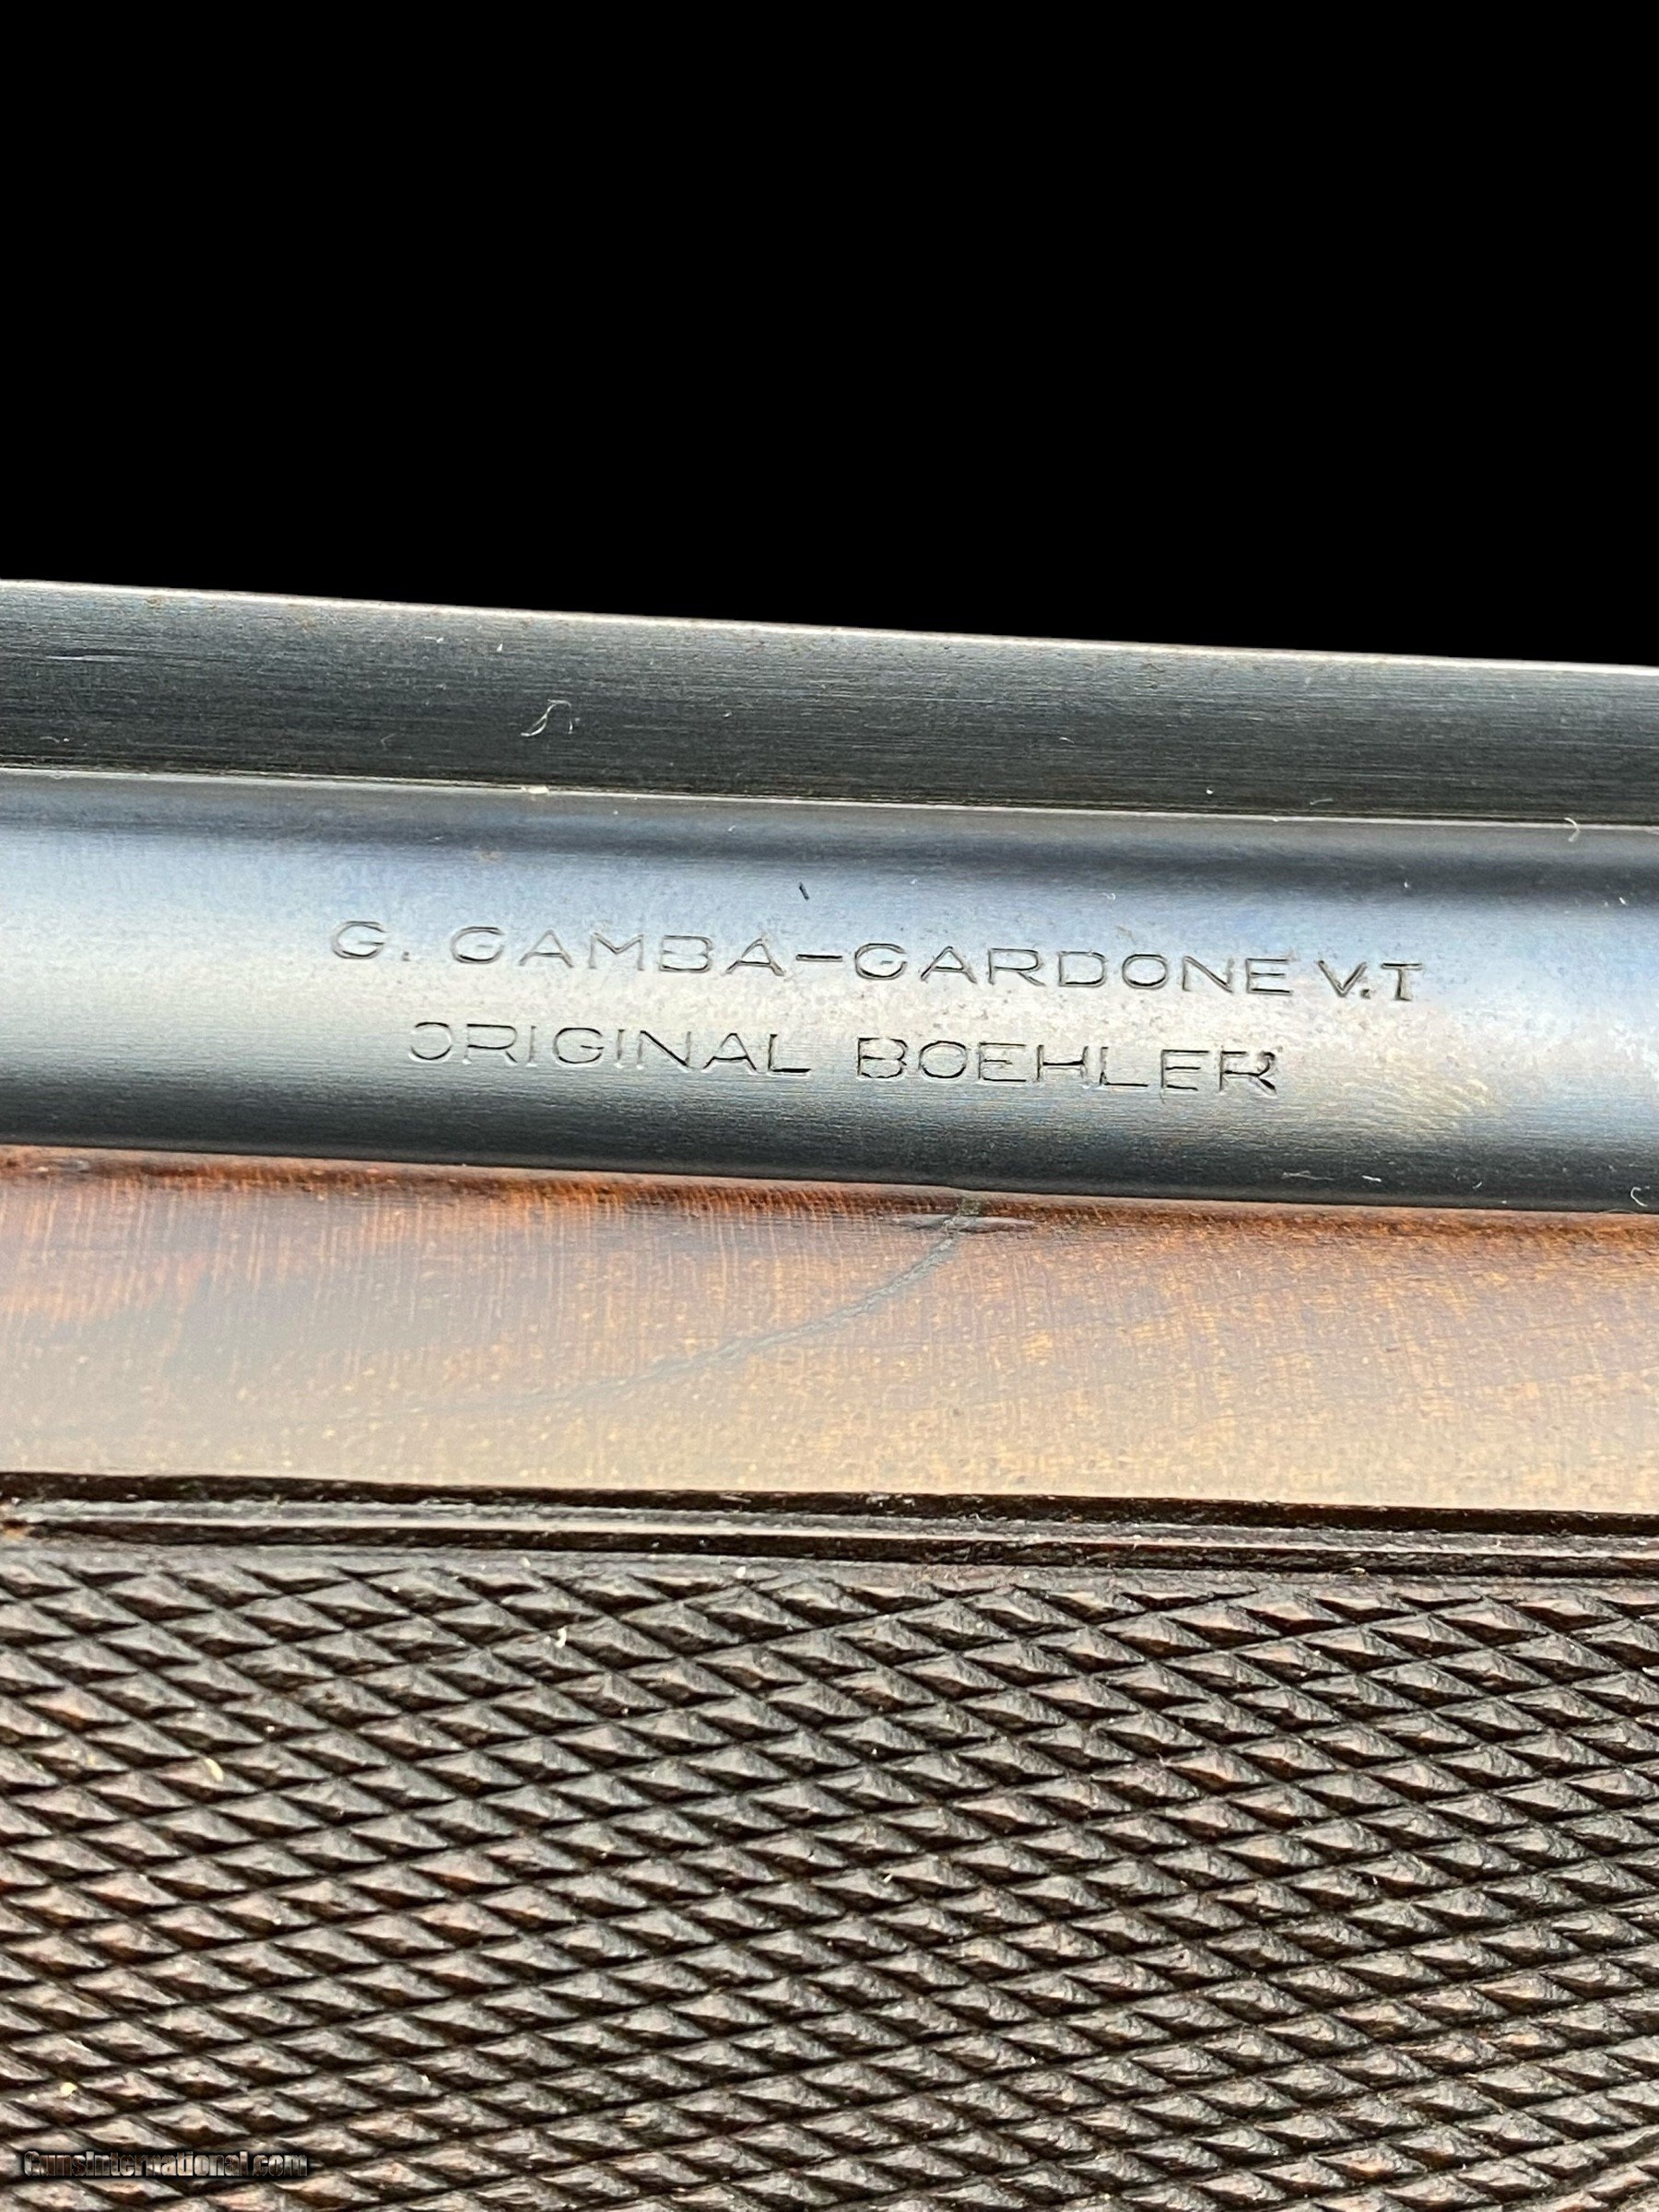 G. GAMBA-GARDONE V.T
ORIGINAL BOEHLER
GunsInternational.com